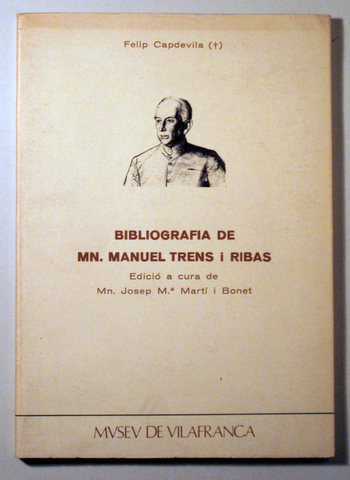 Felip Capdevila (†)
BIBLIOGRAFIA DE
MN. MANUEL TRENS i RIBAS
Edició a cura de
Mn. Josep M.ª Martí i Bonet
MVSEV DE VILAFRANCA